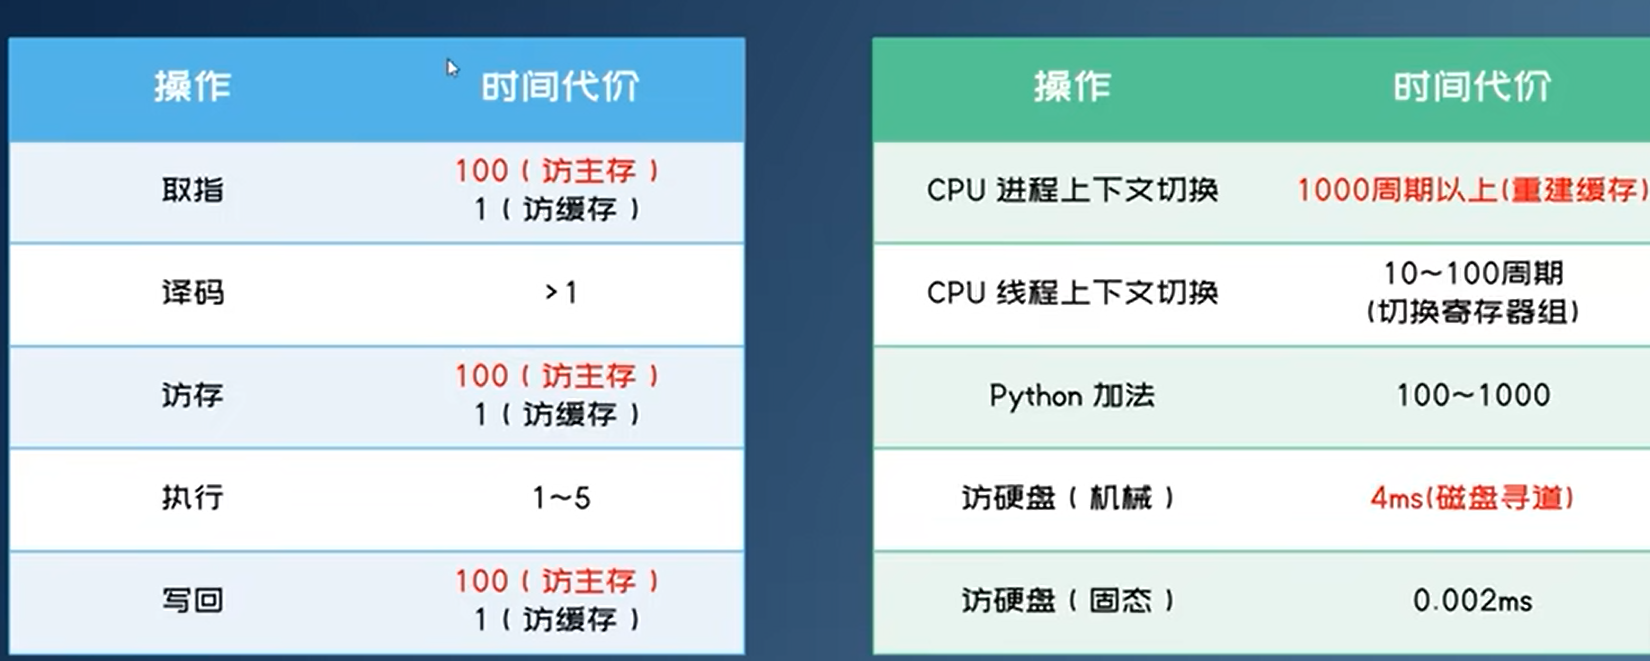 操作 时间代价
取指 100（访主存）
1（访缓存）
译码 >1
访存 100（访主存）
1（访缓存）
执行 1~5
写回 100（访主存）
1（访缓存）
操作 时间代价
CPU 进程上下文切换 1000周期以上(重建缓存)
CPU 线程上下文切换 10~100周期
(切换寄存器组)
Python 加法 100~1000
访硬盘（机械） 4ms(磁盘寻道)
访硬盘（固态） 0.002ms